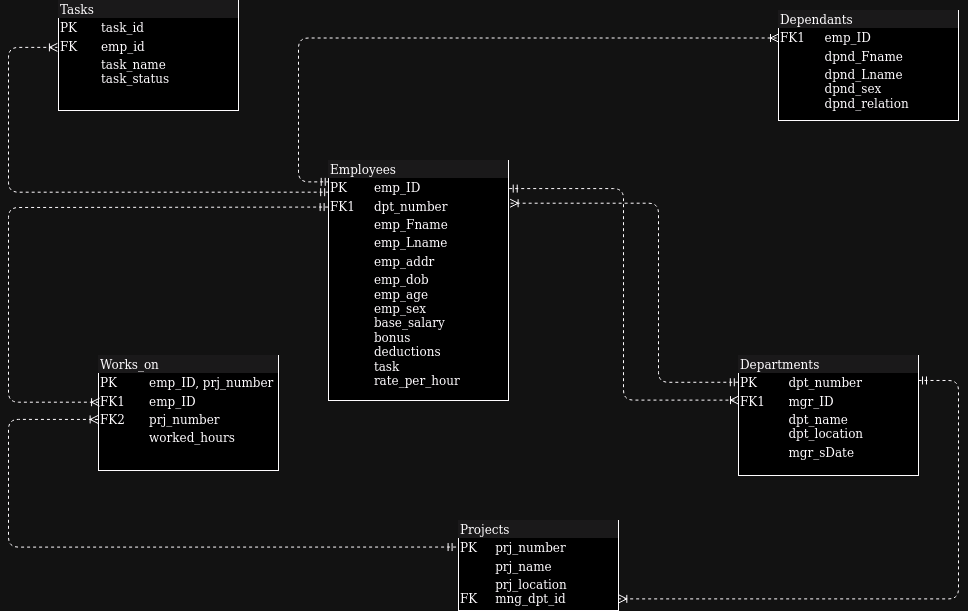 Tasks
PK task_id
FK emp_id
task_name
task_status
Dependants
FK1 emp_ID
dpnd_Fname
dpnd_Lname
dpnd_sex
dpnd_relation
Employees
PK emp_ID
FK1 dpt_number
emp_Fname
emp_Lname
emp_addr
emp_dob
emp_age
emp_sex
base_salary
bonus
deductions
task
rate_per_hour
Works_on
PK emp_ID, prj_number
FK1 emp_ID
FK2 prj_number
worked_hours
Departments
PK dpt_number
FK1 mgr_ID
dpt_name
dpt_location
mgr_sDate
Projects
PK prj_number
prj_name
prj_location
FK mng_dpt_id